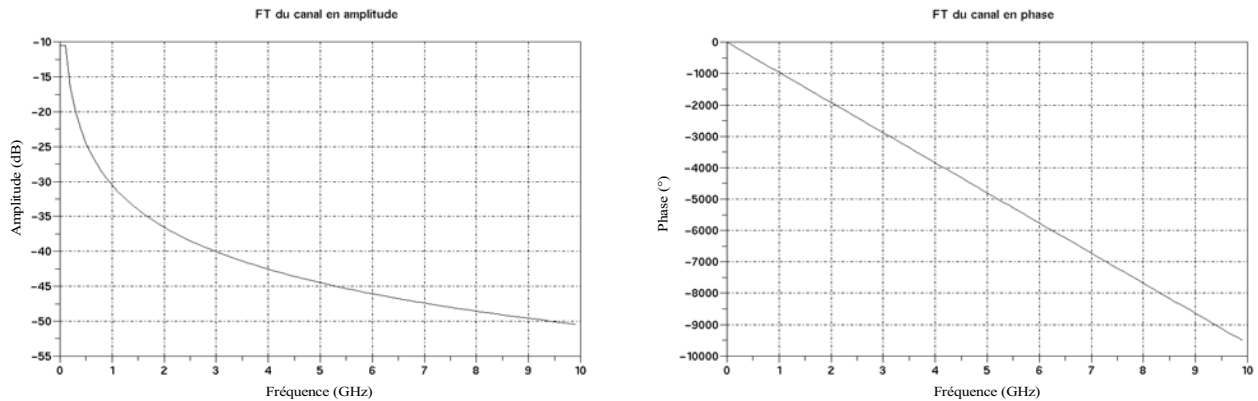 FT du canal en amplitude
-10
-15
-20
-25
-30
-35
-40
-45
-50
-55
Amplitude (dB)
0 1 2 3 4 5 6 7 8 9 10
Fréquence (GHz)
FT du canal en phase
0
-1000
-2000
-3000
-4000
-5000
-6000
-7000
-8000
-9000
-10000
Phase (°)
0 1 2 3 4 5 6 7 8 9 10
Fréquence (GHz)